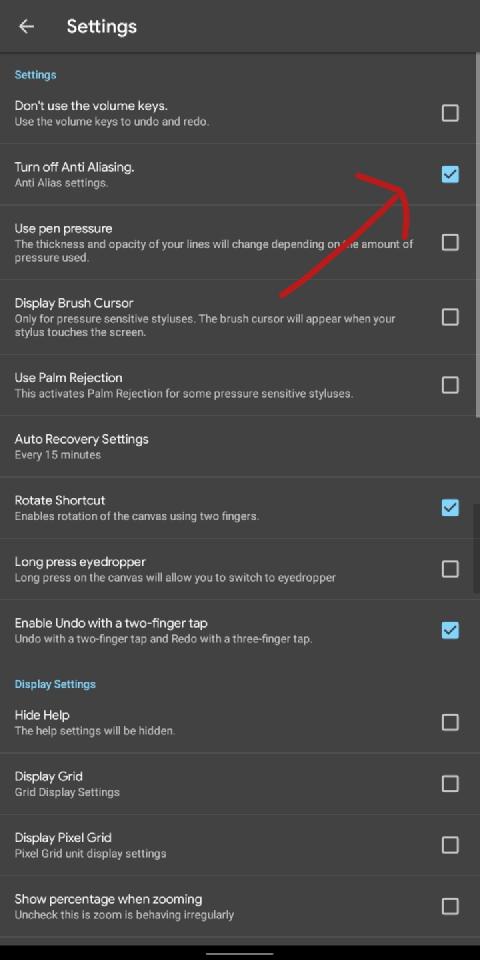 Settings
Settings
Don't use the volume keys.
Use the volume keys to undo and redo.
Turn off Anti Aliasing.
Anti Alias settings.
Use pen pressure
The thickness and opacity of your lines will change depending on the amount of
pressure used.
Display Brush Cursor
Only for pressure sensitive styluses. The brush cursor will appear when your
stylus touches the screen.
Use Palm Rejection
This activates Palm Rejection for some pressure sensitive styluses.
Auto Recovery Settings
Every 15 minutes
Rotate Shortcut
Enables rotation of the canvas using two fingers.
Long press eyedropper
Long press on the canvas will allow you to switch to eyedropper
Enable Undo with a two-finger tap
Undo with a two-finger tap and Redo with a three-finger tap.
Display Settings
Hide Help
The help settings will be hidden.
Display Grid
Grid Display Settings
Display Pixel Grid
Pixel Grid unit display settings
Show percentage when zooming
Uncheck this is zoom is behaving irregularly